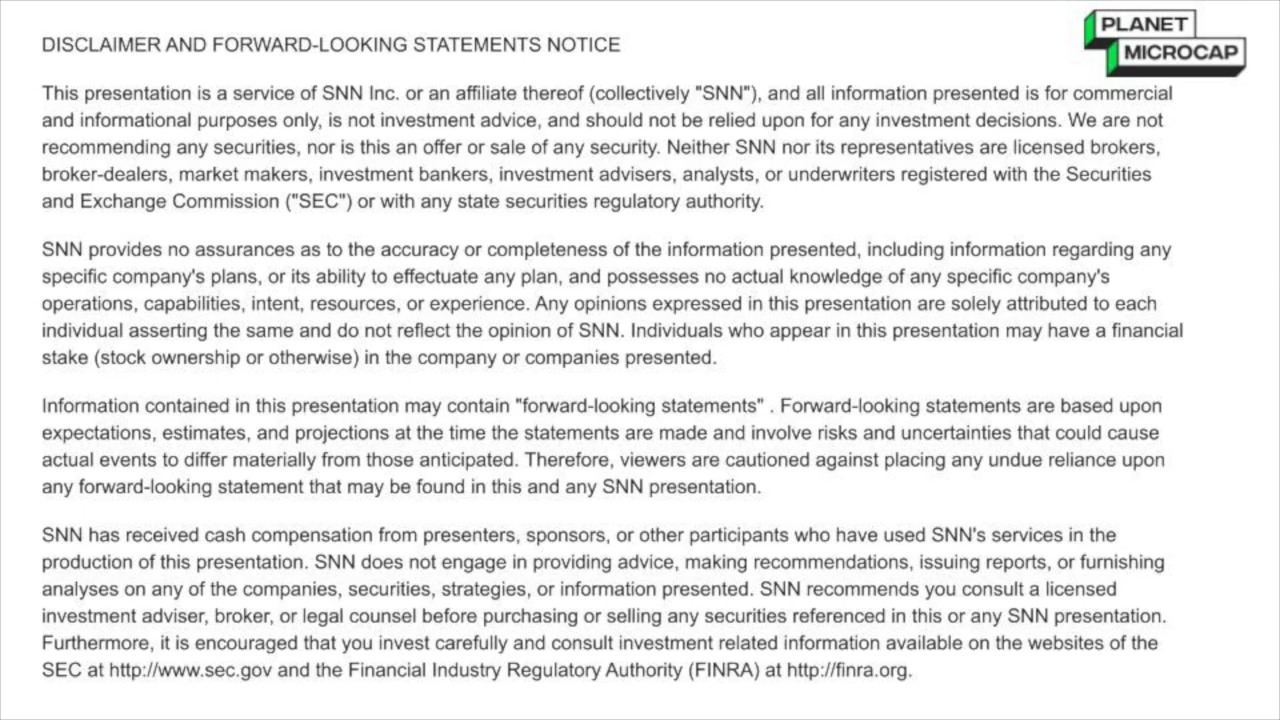 PLANET
MICROCAP
DISCLAIMER AND FORWARD-LOOKING STATEMENTS NOTICE
This presentation is a service of SNN Inc. or an affiliate thereof (collectively "SNN"), and all information presented is for commercial
and informational purposes only, is not investment advice, and should not be relied upon for any investment decisions. We are not
recommending any securities, nor is this an offer or sale of any security. Neither SNN nor its representatives are licensed brokers,
broker-dealers, market makers, investment bankers, investment advisers, analysts, or underwriters registered with the Securities
and Exchange Commission ("SEC") or with any state securities regulatory authority.
SNN provides no assurances as to the accuracy or completeness of the information presented, including information regarding any
specific company's plans, or its ability to effectuate any plan, and possesses no actual knowledge of any specific company's
operations, capabilities, intent, resources, or experience. Any opinions expressed in this presentation are solely attributed to each
individual asserting the same and do not reflect the opinion of SNN. Individuals who appear in this presentation may have a financial
stake (stock ownership or otherwise) in the company or companies presented.
Information contained in this presentation may contain "forward-looking statements" . Forward-looking statements are based upon
expectations, estimates, and projections at the time the statements are made and involve risks and uncertainties that could cause
actual events to differ materially from those anticipated. Therefore, viewers are cautioned against placing any undue reliance upon
any forward-looking statement that may be found in this and any SNN presentation.
SNN has received cash compensation from presenters, sponsors, or other participants who have used SNN's services in the
production of this presentation. SNN does not engage in providing advice, making recommendations, issuing reports, or furnishing
analyses on any of the companies, securities, strategies, or information presented. SNN recommends you consult a licensed
investment adviser, broker, or legal counsel before purchasing or selling any securities referenced in this or any SNN presentation.
Furthermore, it is encouraged that you invest carefully and consult investment related information available on the websites of the
SEC at http://www.sec.gov and the Financial Industry Regulatory Authority (FINRA) at http://finra.org.